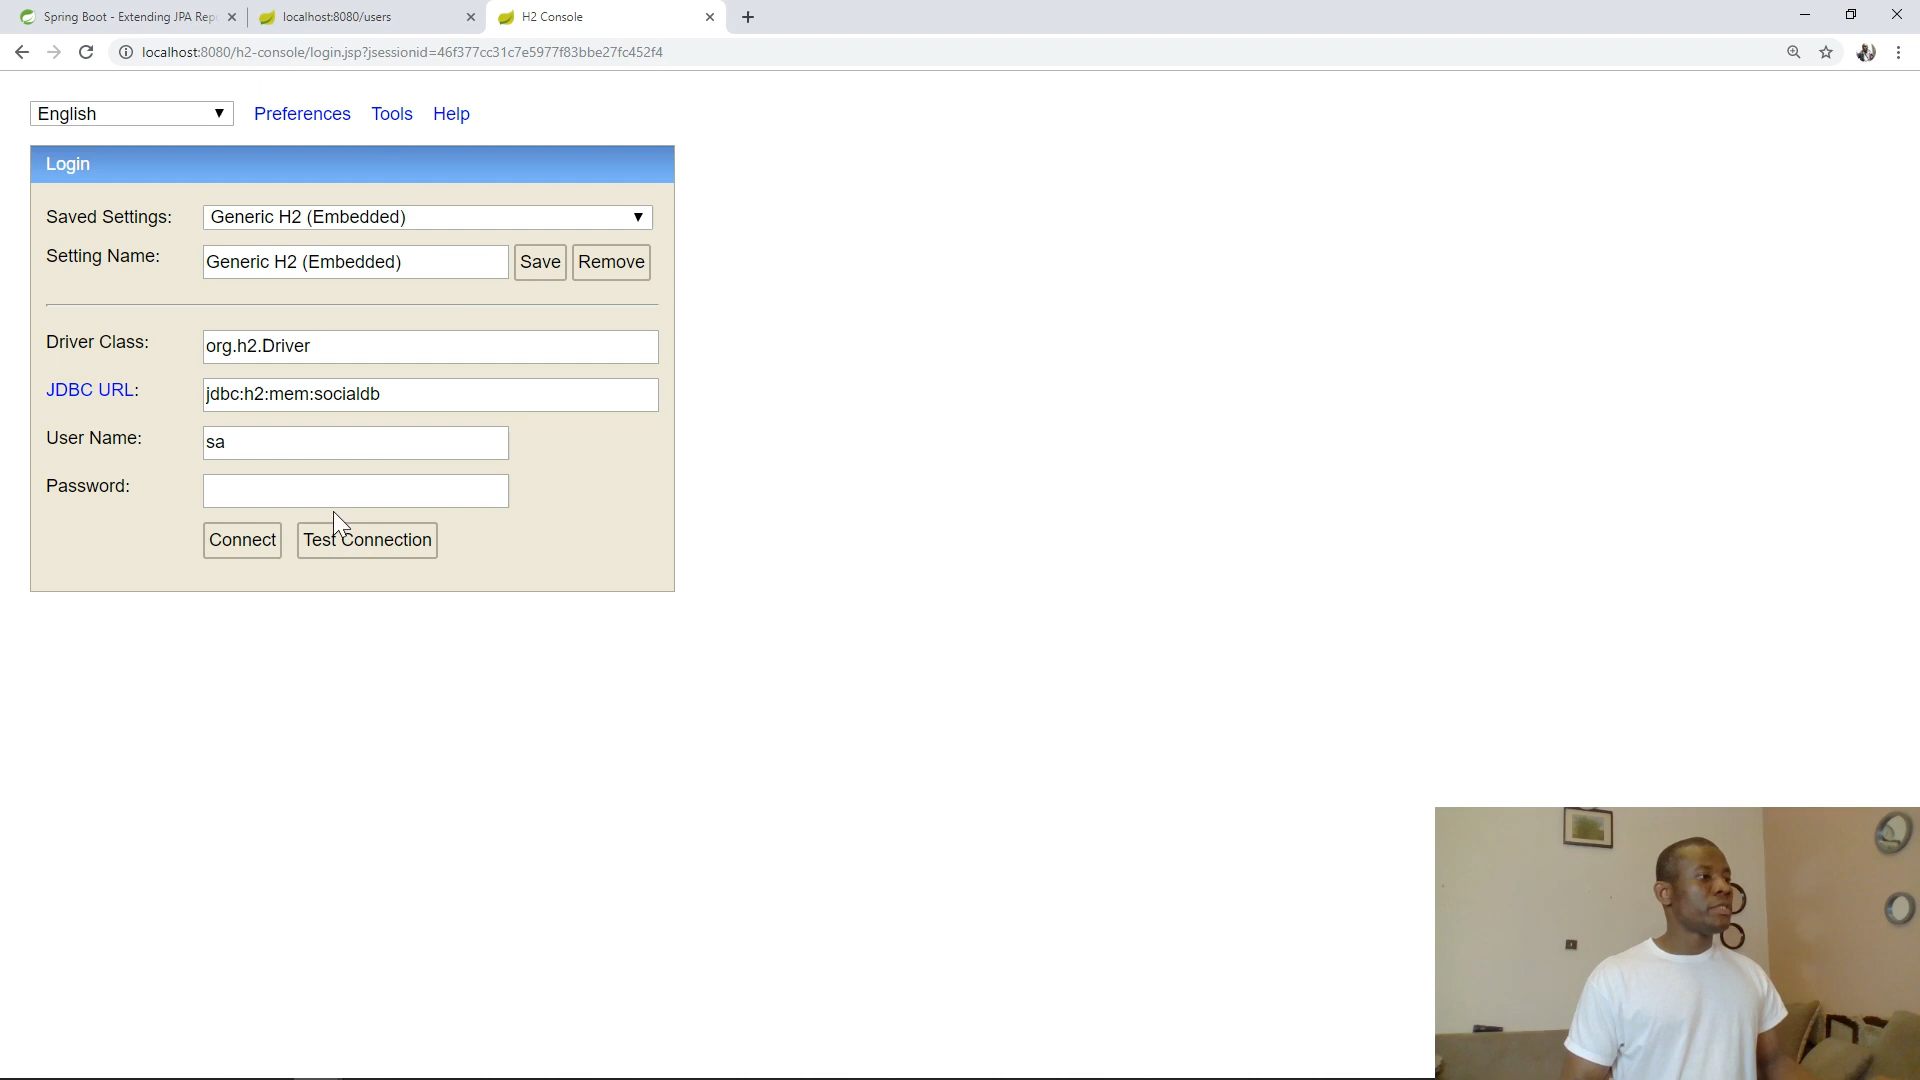 Spring Boot - Extending JPA Rep
localhost:8080/users
H2 Console
localhost:8080/h2-console/login.jsp?jsessionid=46f377cc31c7e5977f83bbe27fc452f4
English Preferences Tools Help
Login
Saved Settings: Generic H2 (Embedded)
Setting Name: Generic H2 (Embedded) Save Remove
Driver Class: org.h2.Driver
JDBC URL: jdbc:h2:mem:socialdb
User Name: sa
Password:
Connect Test Connection